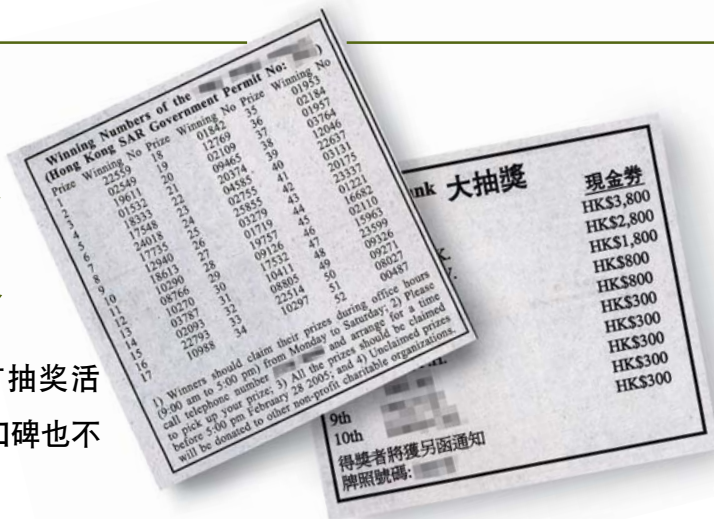 Winning Numbers of the
(Hong Kong SAR Government Permit No: )
Prize Winning No Prize Winning No Prize Winning No
1 22559 18 01842 35 01953
2 02549 19 12769 36 02184
3 19611 20 02109 37 01957
4 01532 21 09465 38 03764
5 18333 22 20374 39 12046
6 17548 23 04585 40 22637
7 24018 24 02755 41 03131
8 17735 25 25855 42 20175
9 12940 26 03279 43 23337
10 18613 27 01719 44 01221
11 10290 28 19757 45 16682
12 08766 29 09126 46 02110
13 10270 30 17532 47 15963
14 03787 31 10411 48 23599
15 02093 32 08805 49 09326
16 22793 33 22514 50 09271
17 10988 34 10297 51 08027
52 00487
1) Winners should claim their prizes during office hours
(9:00 am to 5:00 pm) from Monday to Saturday; 2) Please
call telephone number and arrange for a time
to pick up your prize; 3) All the prizes should be claimed
before 5:00 pm February 28 2005; and 4) Unclaimed prizes
will be donated to other non-profit charitable organizations.
大抽獎
現金券
HK$3,800
HK$2,800
HK$1,800
HK$800
HK$800
HK$300
HK$300
HK$300
9th HK$300
10th HK$300
得獎者將獲另函通知
牌照號碼:
抽奖活
口碑也不